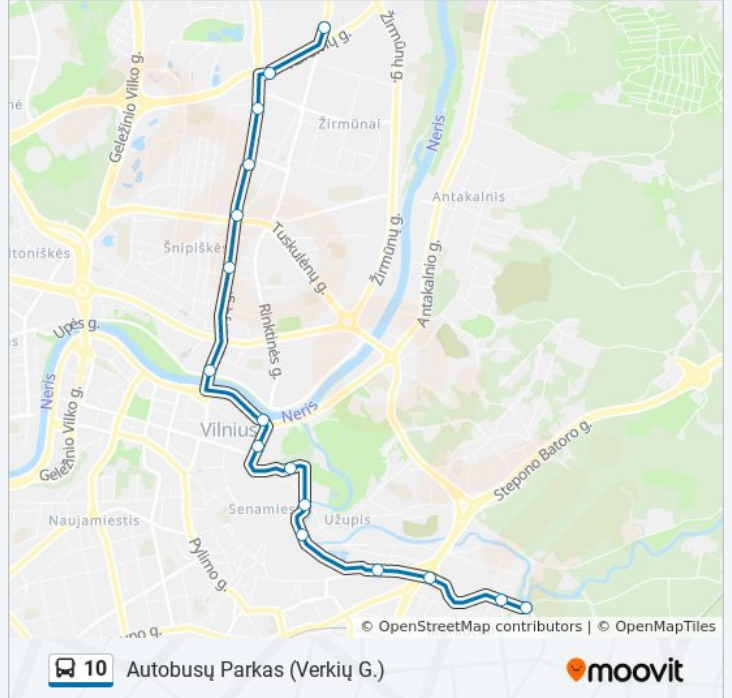 Žirmūnų g.
Geležinio Vilko g.
Žirmūnai
Neris
Antakalnis
Šnipiškės
Tuskulėnų g.
Žirmūnų g.
Antakalnio g.
Upės g.
Rinktinės g.
Neris
Neris
Vilnius
Geležinio Vilko g.
Stepono Batoro g.
Naujamiestis
Užupis
Pylimo g.
© OpenStreetMap contributors | © OpenMapTiles
10 Autobusų Parkas (Verkių G.)
moovit